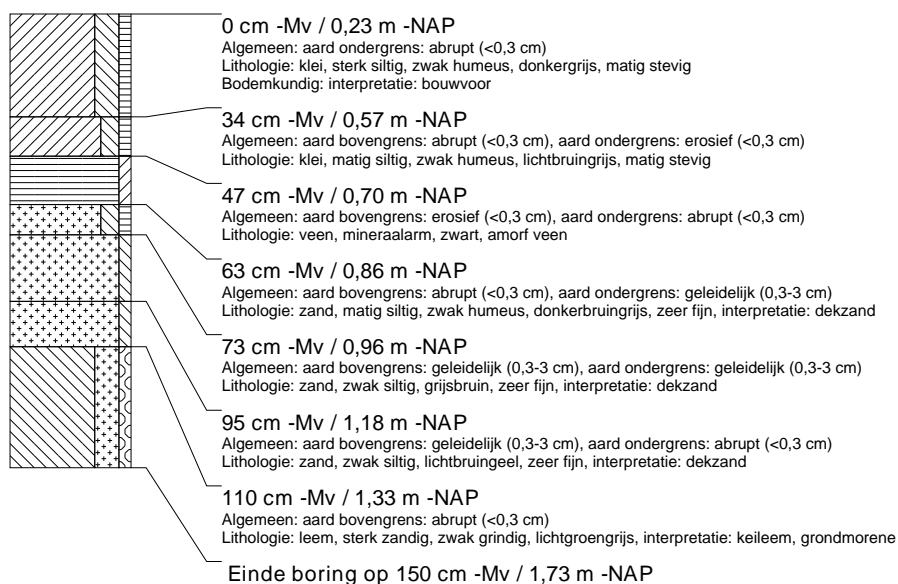 0 cm -Mv / 0,23 m -NAP
Algemeen: aard ondergrens: abrupt (<0,3 cm)
Lithologie: klei, sterk siltig, zwak humeus, donkergrijs, matig stevig
Bodemkundig: interpretatie: bouwvoor
34 cm -Mv / 0,57 m -NAP
Algemeen: aard bovengrens: abrupt (<0,3 cm), aard ondergrens: erosief (<0,3 cm)
Lithologie: klei, matig siltig, zwak humeus, lichtbruingrijs, matig stevig
47 cm -Mv / 0,70 m -NAP
Algemeen: aard bovengrens: erosief (<0,3 cm), aard ondergrens: abrupt (<0,3 cm)
Lithologie: veen, mineraalarm, zwart, amorf veen
63 cm -Mv / 0,86 m -NAP
Algemeen: aard bovengrens: abrupt (<0,3 cm), aard ondergrens: geleidelijk (0,3-3 cm)
Lithologie: zand, matig siltig, zwak humeus, donkerbruingrijs, zeer fijn, interpretatie: dekzand
73 cm -Mv / 0,96 m -NAP
Algemeen: aard bovengrens: geleidelijk (0,3-3 cm), aard ondergrens: geleidelijk (0,3-3 cm)
Lithologie: zand, zwak siltig, grijsbruin, zeer fijn, interpretatie: dekzand
95 cm -Mv / 1,18 m -NAP
Algemeen: aard bovengrens: geleidelijk (0,3-3 cm), aard ondergrens: abrupt (<0,3 cm)
Lithologie: zand, zwak siltig, lichtbruingeel, zeer fijn, interpretatie: dekzand
110 cm -Mv / 1,33 m -NAP
Algemeen: aard bovengrens: abrupt (<0,3 cm)
Lithologie: leem, sterk zandig, zwak grindig, lichtgroengrijs, interpretatie: keileem, grondmorene
Einde boring op 150 cm -Mv / 1,73 m -NAP